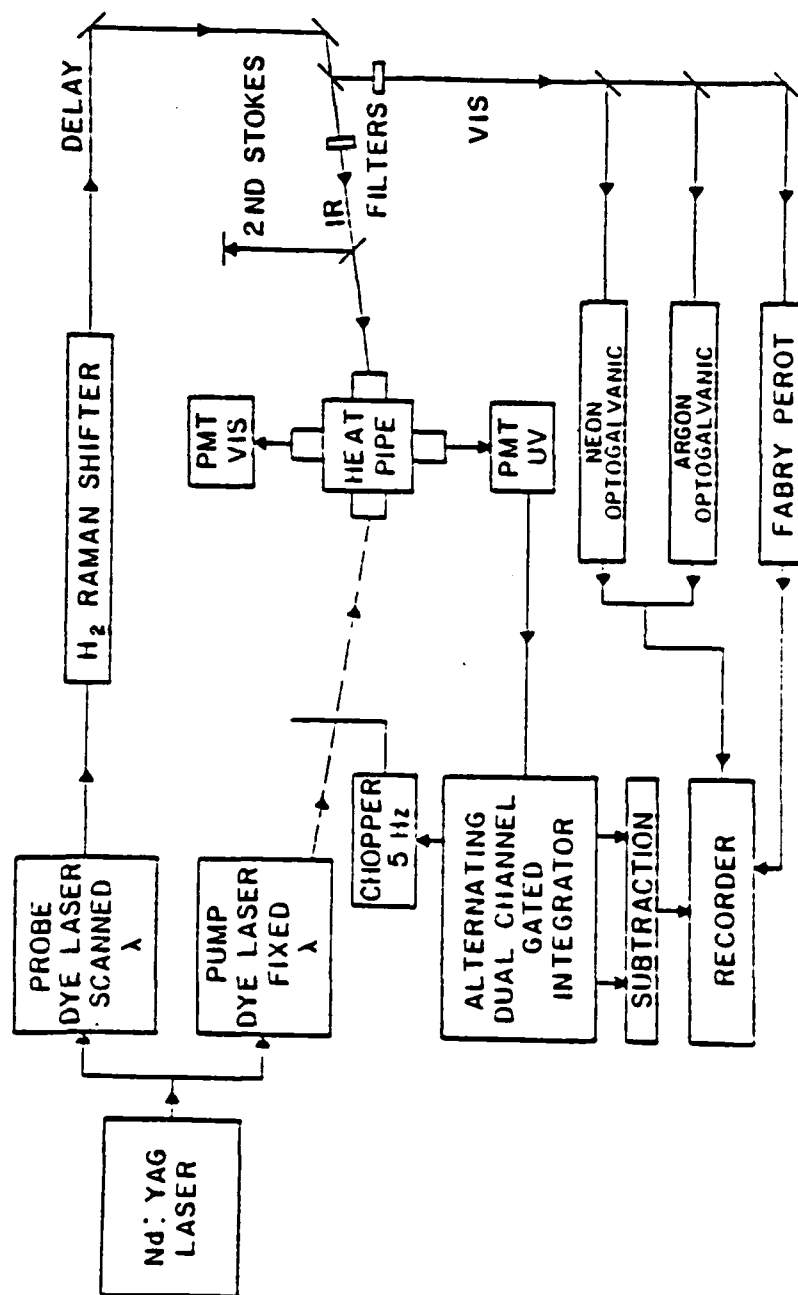 Nd: YAG
LASER
PROBE
DYE LASER
SCANNED
λ
PUMP
DYE LASER
FIXED
λ
H₂ RAMAN SHIFTER
DELAY
2ND STOKES
IR
FILTERS
VIS
PMT
VIS
HEAT
PIPE
PMT
UV
CHOPPER
5 Hz
ALTERNATING
DUAL CHANNEL
GATED
INTEGRATOR
SUBTRACTION
RECORDER
NEON
OPTOGALVANIC
ARGON
OPTOGALVANIC
FABRY PEROT